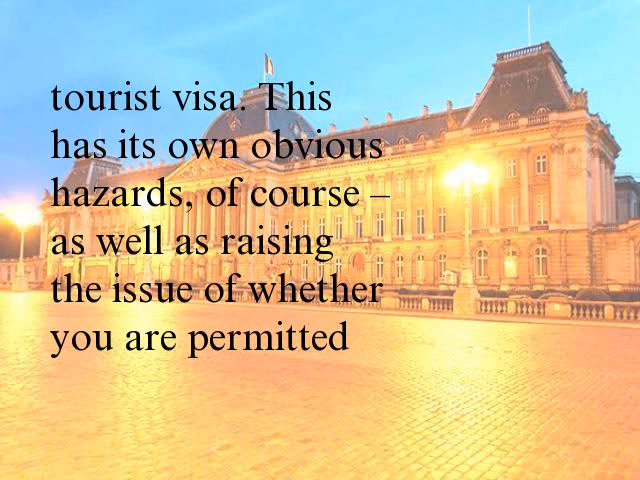 tourist visa. This
has its own obvious
hazards, of course –
as well as raising
the issue of whether
you are permitted